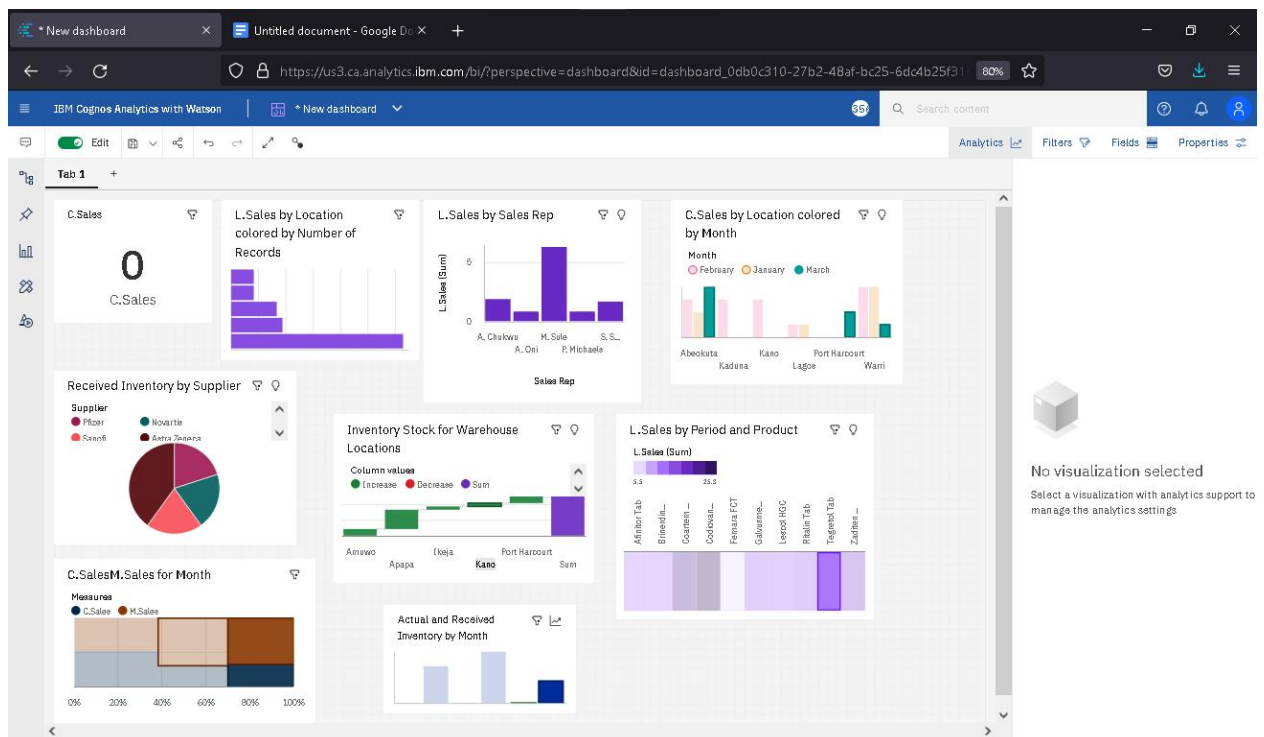 * New dashboard
Untitled document - Google Do
https://us3.ca.analytics.ibm.com/bi/?perspective=dashboard&id=dashboard_0db0c310-27b2-48af-bc25-6dc4b25f31
80%
IBM Cognos Analytics with Watson
* New dashboard
Search content
Edit
Analytics
Filters
Fields
Properties
Tab 1
C.Sales
0
C.Sales
L.Sales by Location
colored by Number of
Records
L.Sales by Sales Rep
L.Sales (Sum)
0
A. Chukwu M. Sule S.S...
A. Oni P. Michaels
Sales Rep
C.Sales by Location colored
by Month
Month
February January March
Abeokuta Kano Port Harcourt
Kaduna Lagos Warri
Received Inventory by Supplier
Supplier
Pfizer Novartis
Sanofi Astra Zeneca
Inventory Stock for Warehouse
Locations
Column values
Increase Decrease Sum
Amuwo Ikeja Port Harcourt
Apapa Kano Sum
L.Sales by Period and Product
L.Sales (Sum)
Afinitor Tab
Coartem ...
Codiovan...
Femara FCT
Galvusme...
Lescol HGC
Ritalin Tab
Tegretol Tab
Zaditen ...
C.SalesM.Sales for Month
Measures
C.Sales M.Sales
0% 20% 40% 60% 80% 100%
Actual and Received
Inventory by Month
No visualization selected
Select a visualization with analytics support to
manage the analytics settings